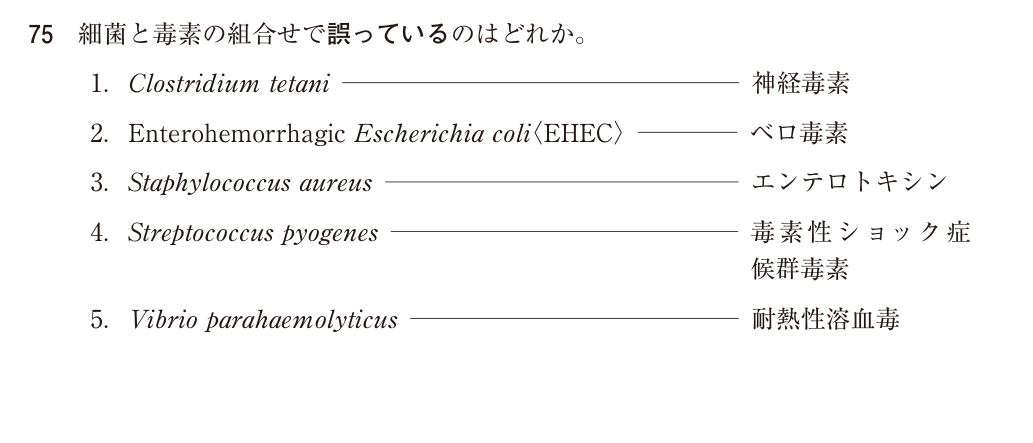 75 細菌と毒素の組合せで誤っているのはどれか。
1. Clostridium tetani 神経毒素
2. Enterohemorrhagic Escherichia coli〈EHEC〉 ベロ毒素
3. Staphylococcus aureus エンテロトキシン
4. Streptococcus pyogenes 毒素性ショック症
候群毒素
5. Vibrio parahaemolyticus 耐熱性溶血毒